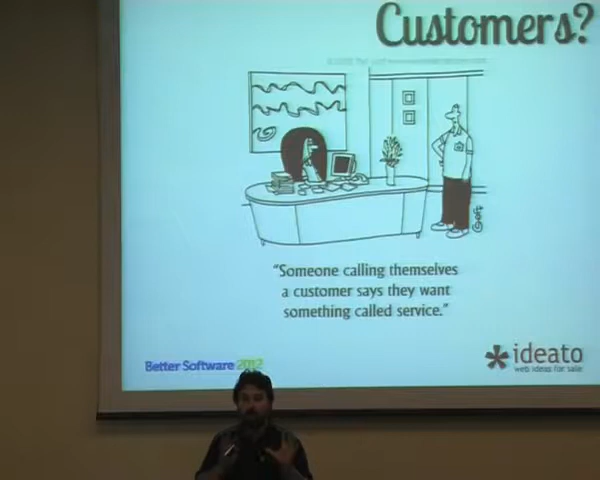 Customers?
"Someone calling themselves
a customer says they want
something called service."
Better Software 2012
ideato
web ideas for sale